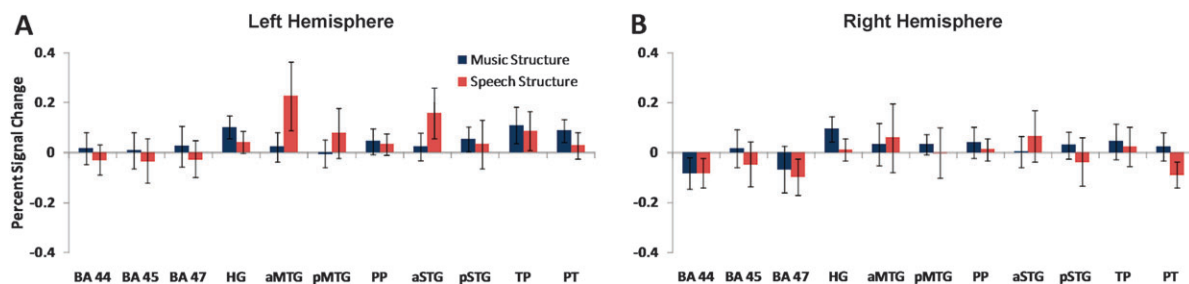 A
Left Hemisphere
Percent Signal Change
0.4
0.2
0
-0.2
-0.4
Music Structure
Speech Structure
BA 44 BA 45 BA 47 HG aMTG pMTG PP aSTG pSTG TP PT
B
Right Hemisphere
0.4
0.2
0
-0.2
-0.4
BA 44 BA 45 BA 47 HG aMTG pMTG PP aSTG pSTG TP PT